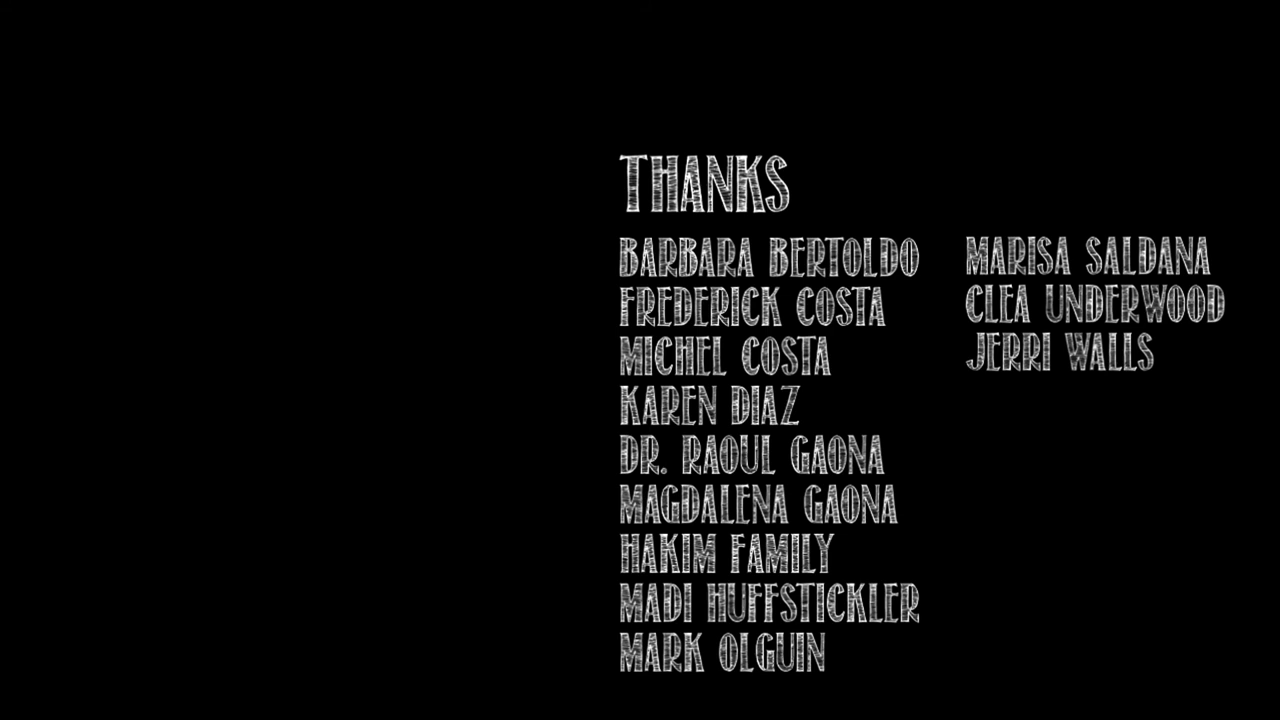 THANKS
BARBARA BERTOLDO
FREDERICK COSTA
MICHEL COSTA
KAREN DIAZ
DR. RAOUL GAONA
MAGDALENA GAONA
HAKIM FAMILY
MADI HUFFSTICKLER
MARK OLGUIN
MARISA SALDANA
CLEA UNDERWOOD
JERRI WALLS